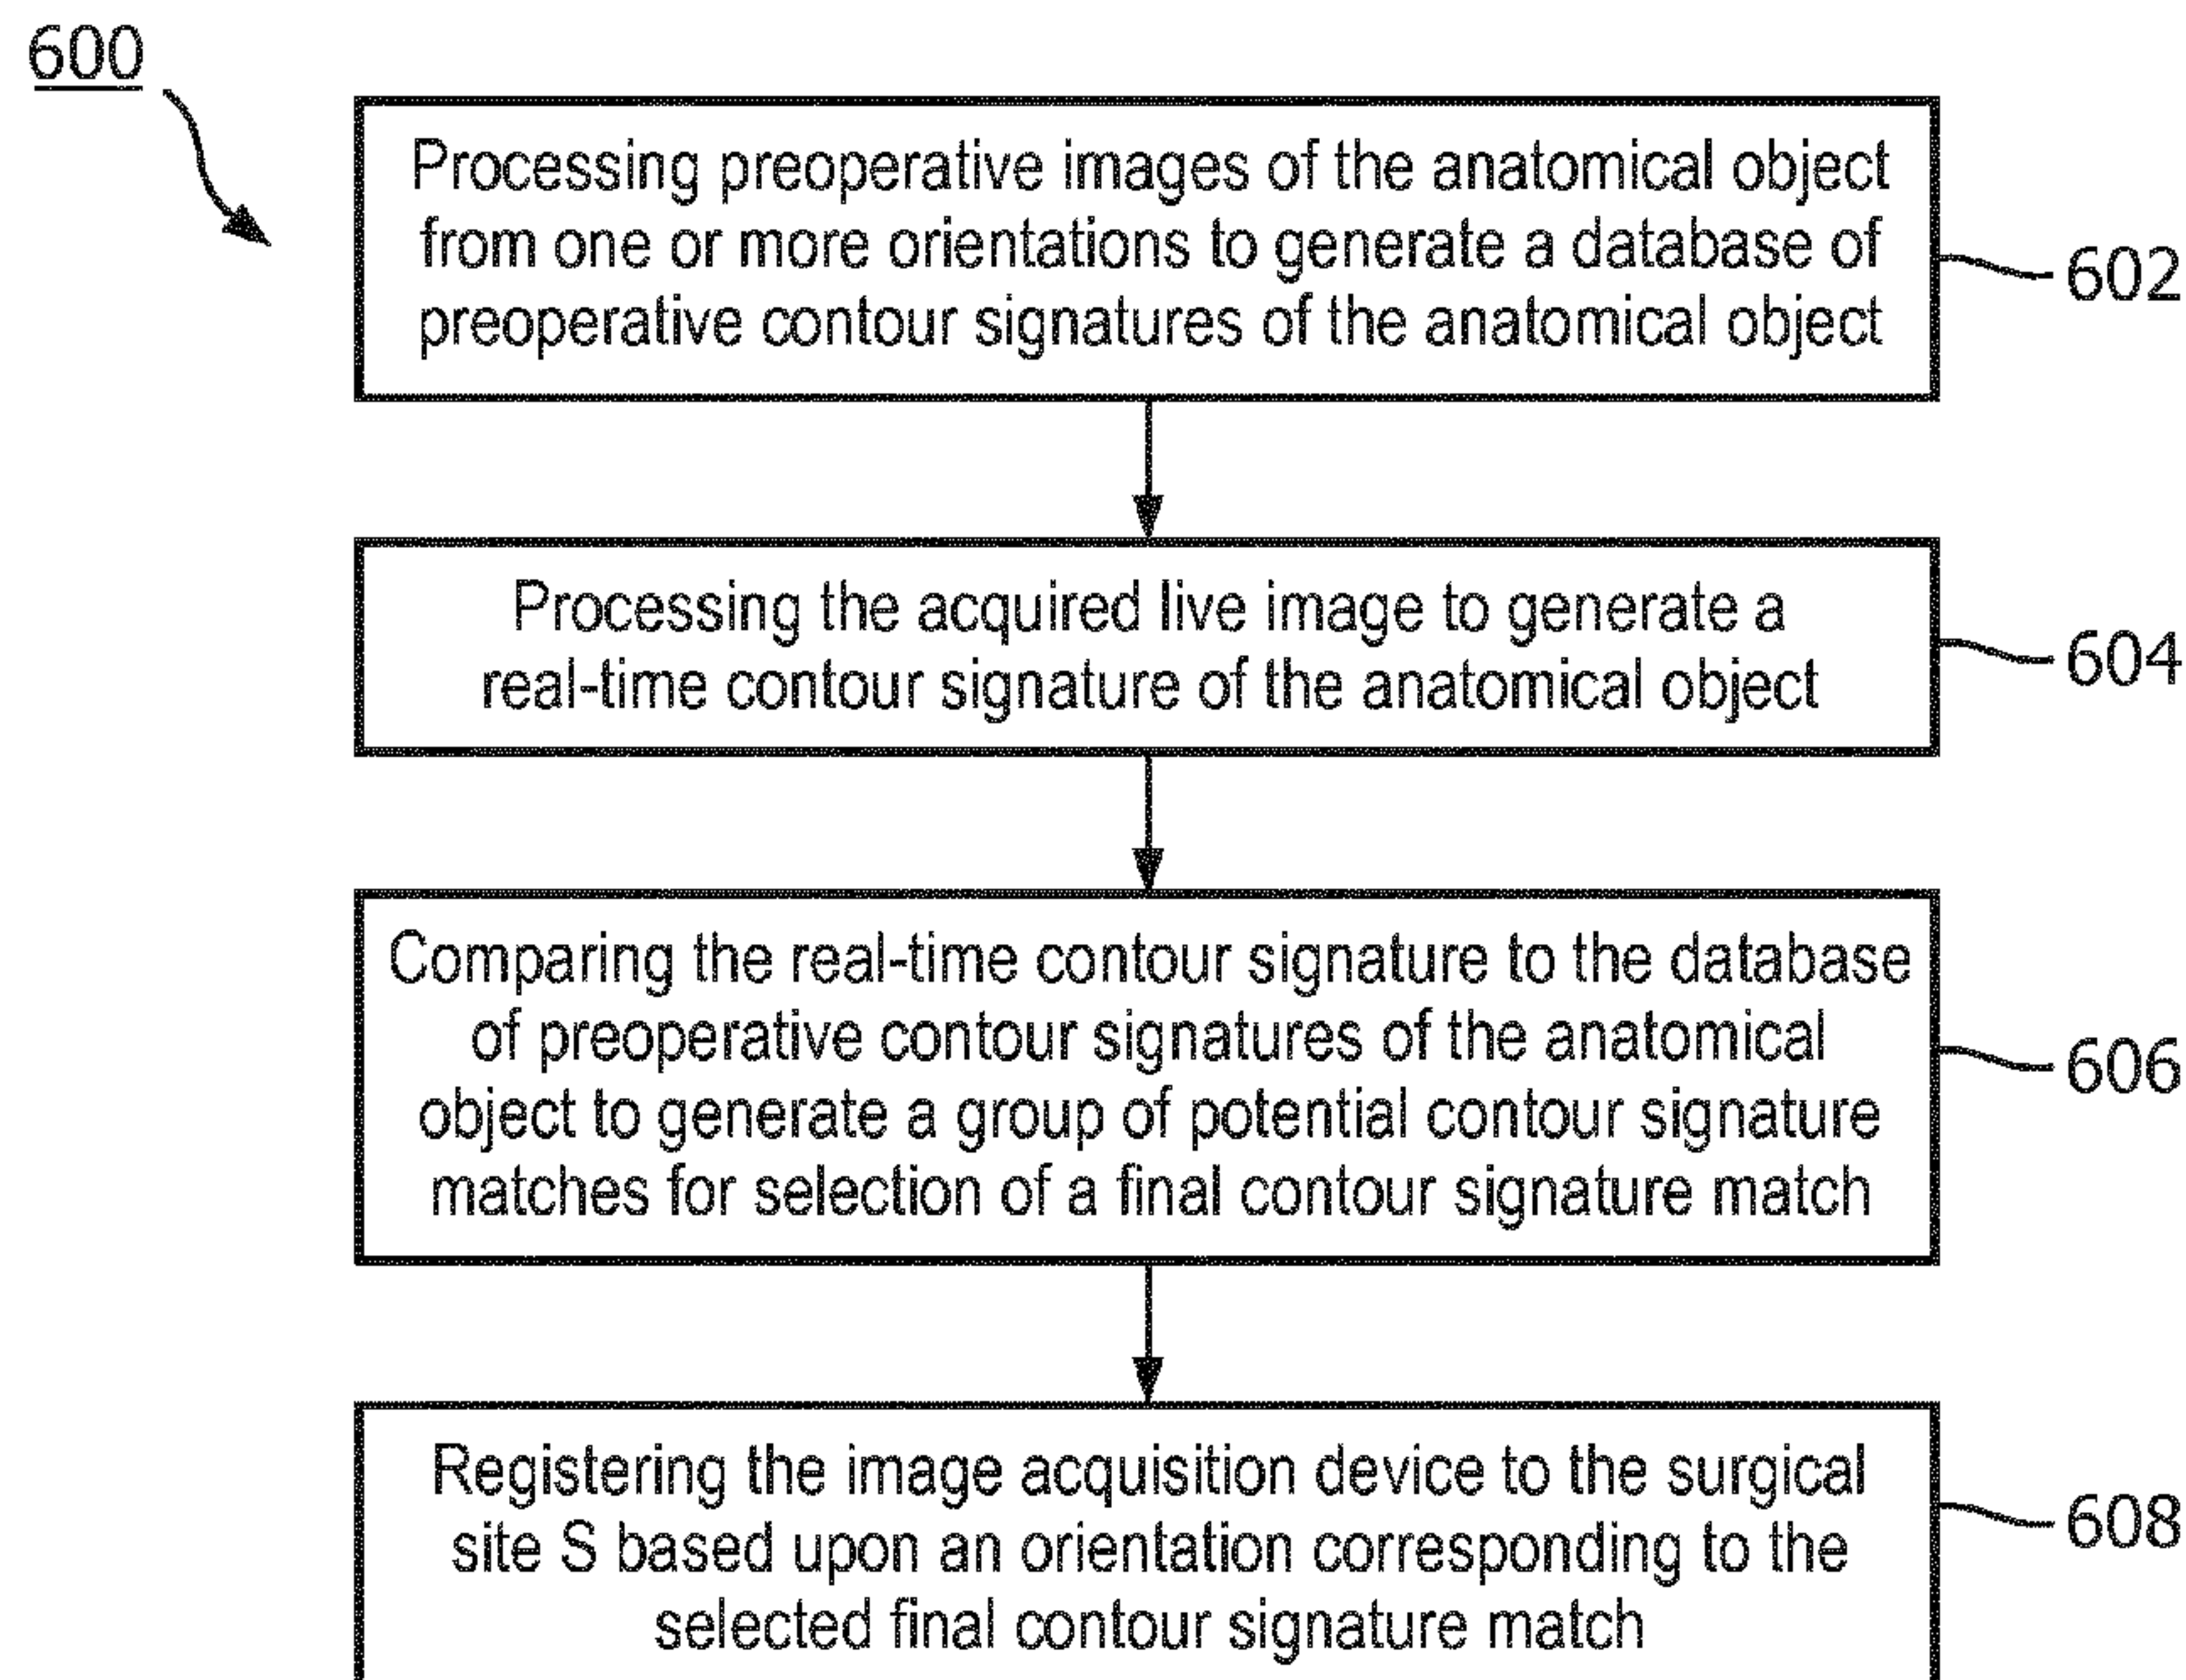 600
Processing preoperative images of the anatomical object
from one or more orientations to generate a database of
preoperative contour signatures of the anatomical object
602
Processing the acquired live image to generate a
real-time contour signature of the anatomical object
604
Comparing the real-time contour signature to the database
of preoperative contour signatures of the anatomical
object to generate a group of potential contour signature
matches for selection of a final contour signature match
606
Registering the image acquisition device to the surgical
site S based upon an orientation corresponding to the
selected final contour signature match
608